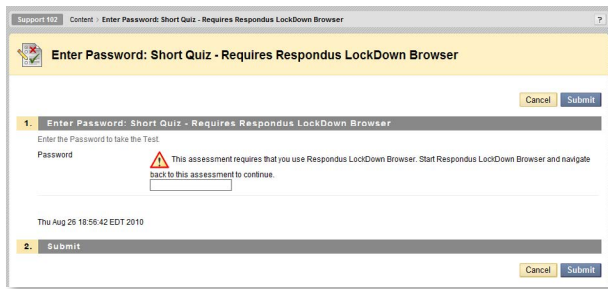 Support 102 Content > Enter Password: Short Quiz - Requires Respondus LockDown Browser ?
Enter Password: Short Quiz - Requires Respondus LockDown Browser
Cancel Submit
1. Enter Password: Short Quiz - Requires Respondus LockDown Browser
Enter the Password to take the Test.
Password
This assessment requires that you use Respondus LockDown Browser. Start Respondus LockDown Browser and navigate
back to this assessment to continue.
Thu Aug 26 18:56:42 EDT 2010
2. Submit
Cancel Submit